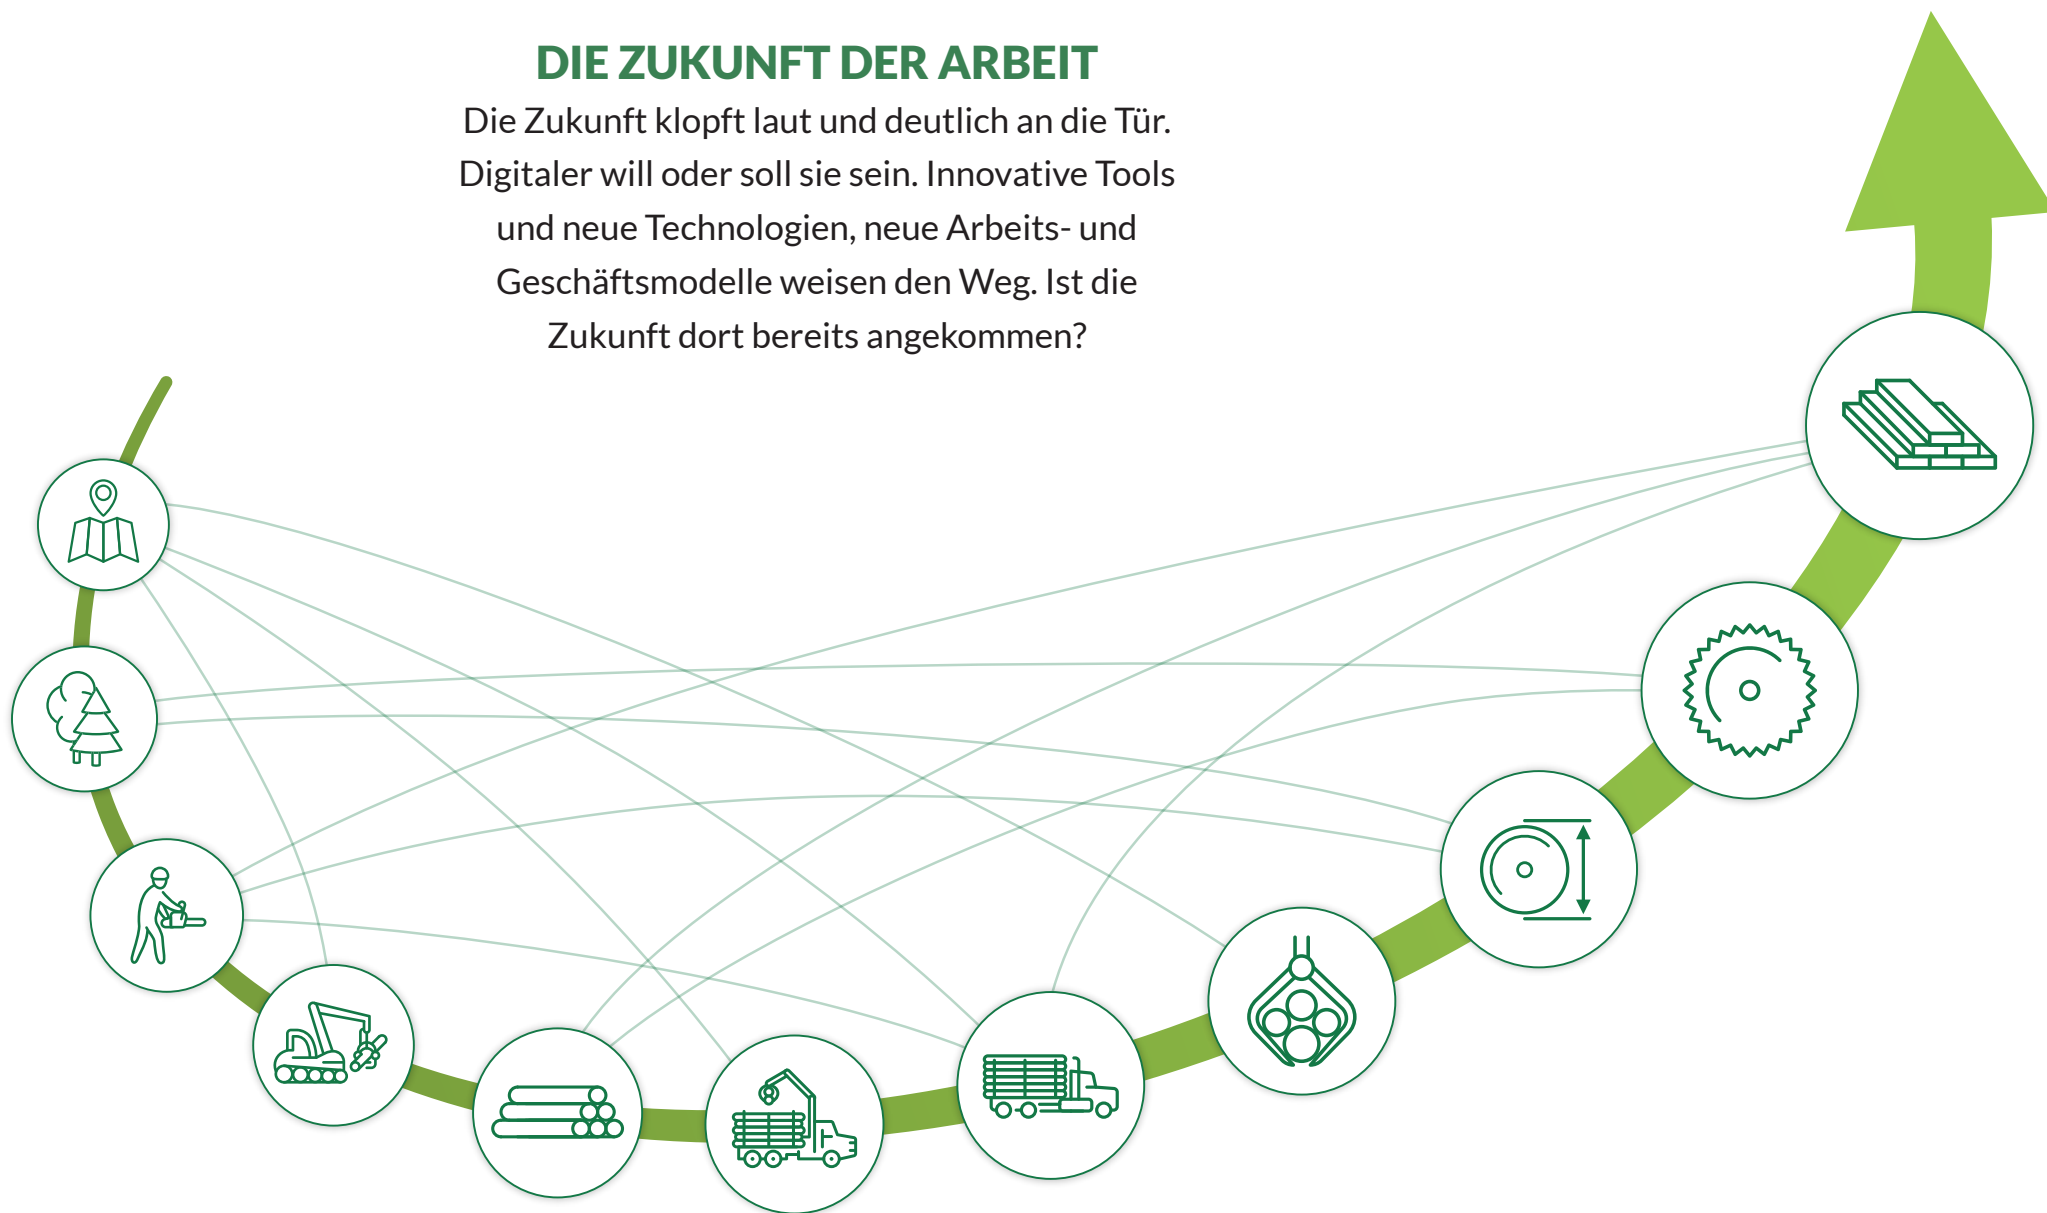 DIE ZUKUNFT DER ARBEIT
Die Zukunft klopft laut und deutlich an die Tür.
Digitaler will oder soll sie sein. Innovative Tools
und neue Technologien, neue Arbeits- und
Geschäftsmodelle weisen den Weg. Ist die
Zukunft dort bereits angekommen?